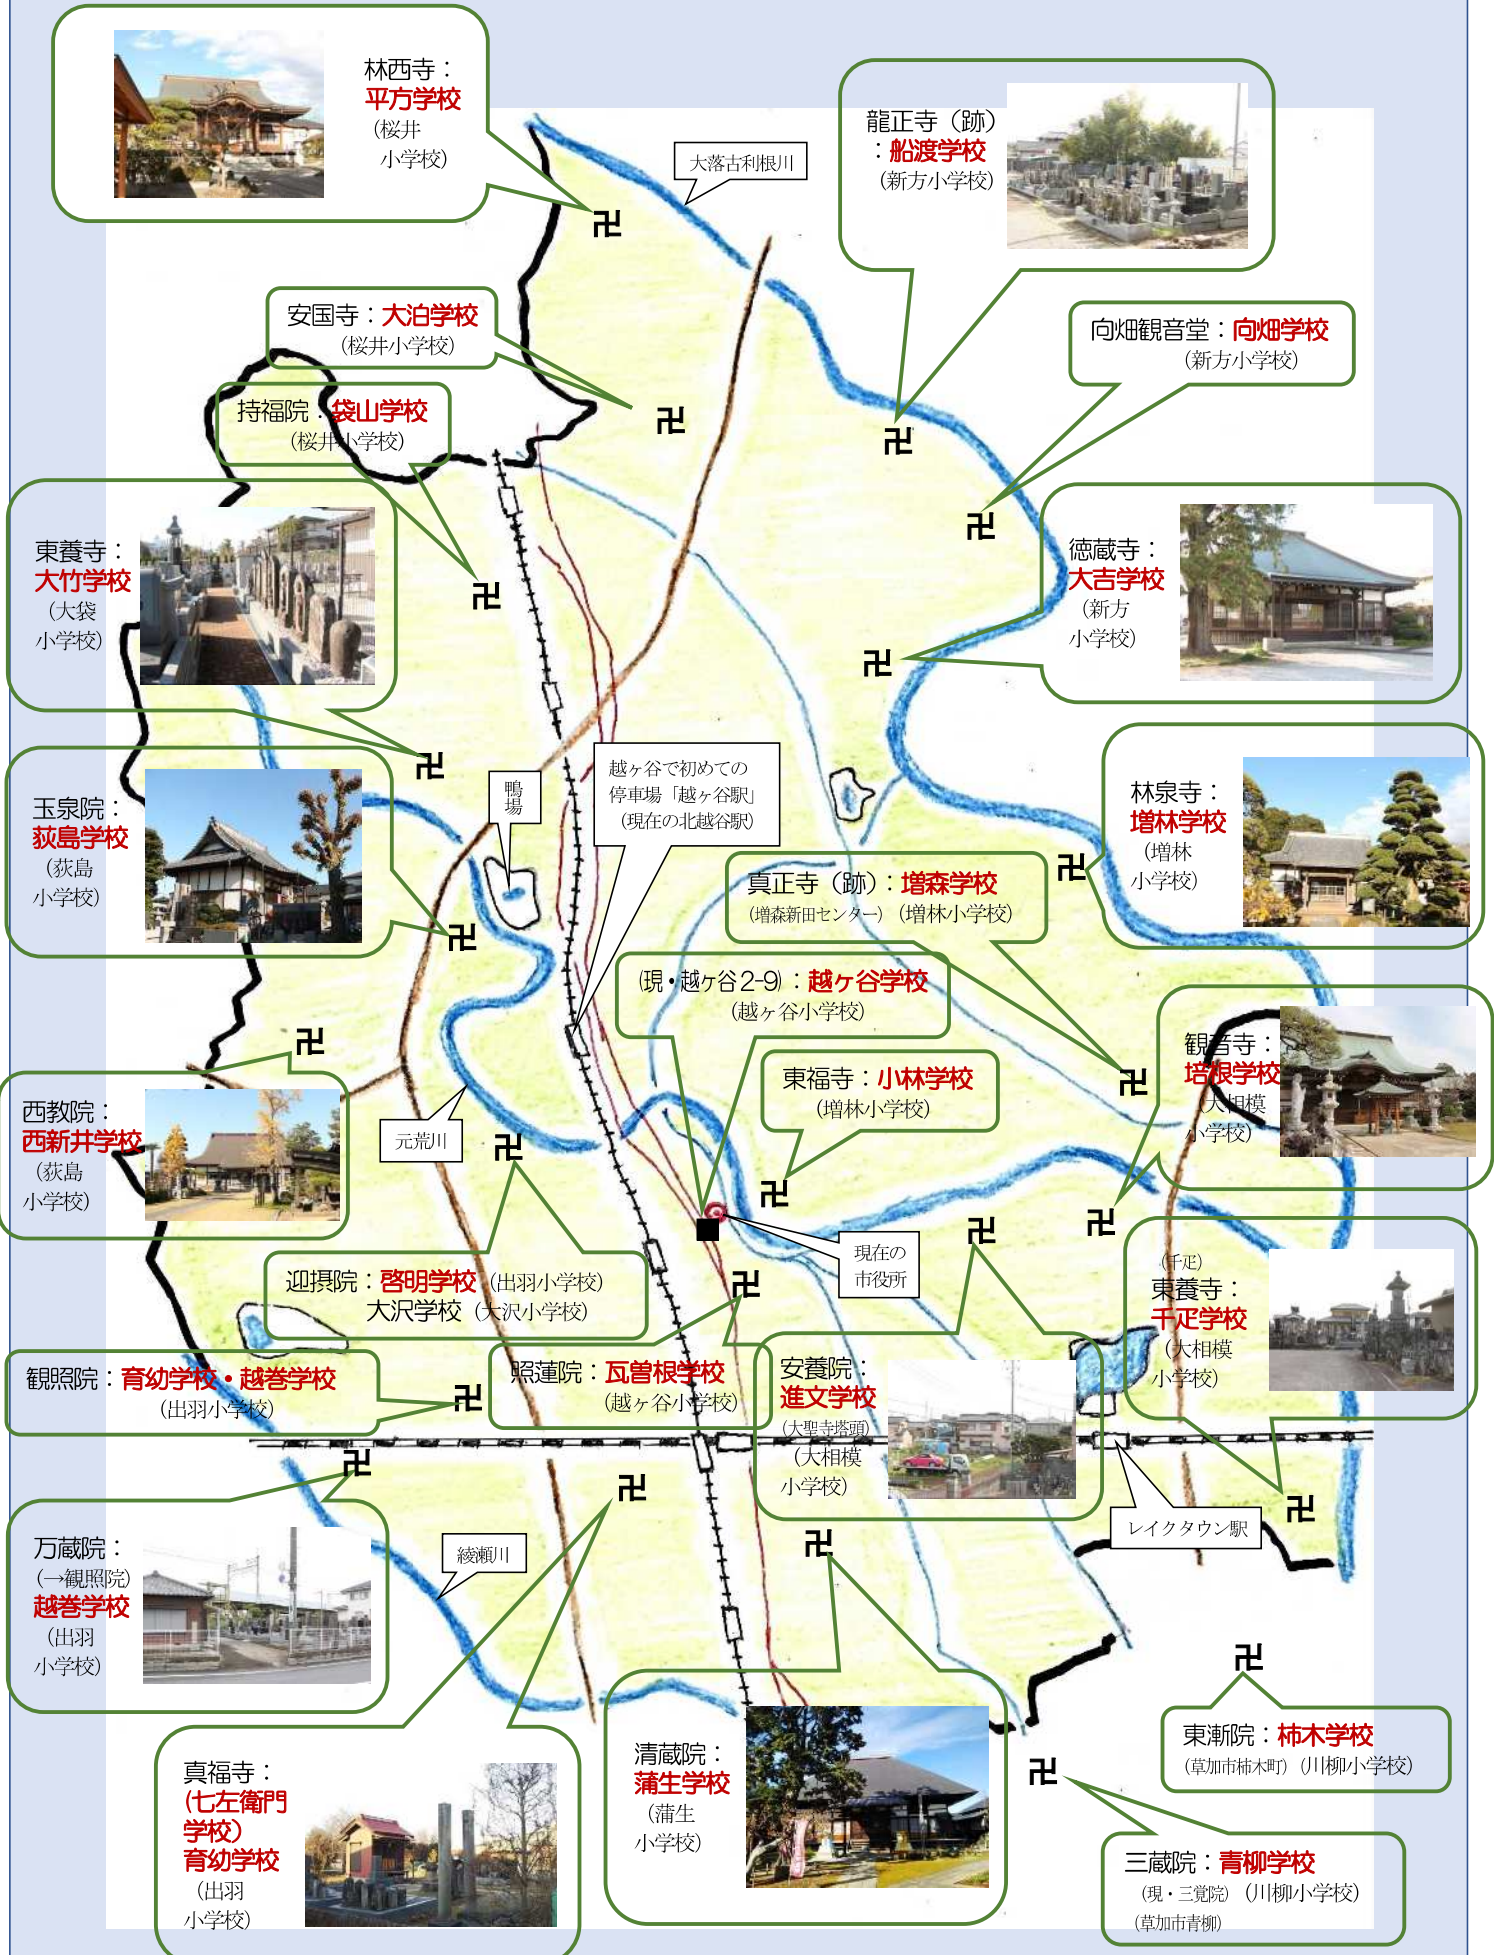 林西寺：
平方学校
（桜井
小学校）
大落古利根川
龍正寺（跡）
：船渡学校
（新方小学校）
安国寺：大泊学校
（桜井小学校）
向畑観音堂：向畑学校
（新方小学校）
持福院：袋山学校
（桜井小学校）
東養寺：
大竹学校
（大袋
小学校）
徳蔵寺：
大吉学校
（新方
小学校）
玉泉院：
荻島学校
（荻島
小学校）
鴨
場
越ヶ谷で初めての
停車場「越ヶ谷駅」
（現在の北越谷駅）
林泉寺：
増林学校
（増林
小学校）
真正寺（跡）：増森学校
（増森新田センター）（増林小学校）
(現・越ヶ谷2-9)：越ヶ谷学校
（越ヶ谷小学校）
東福寺：小林学校
（増林小学校）
観音寺：
培根学校
（大相模
小学校）
西教院：
西新井学校
（荻島
小学校）
元荒川
現在の
市役所
迎摂院：啓明学校（出羽小学校）
大沢学校（大沢小学校）
（千疋）
東養寺：
千疋学校
（大相模
小学校）
観照院：育幼学校・越巻学校
（出羽小学校）
照蓮院：瓦曽根学校
（越ヶ谷小学校）
安養院：
進文学校
（大聖寺塔頭）
（大相模
小学校）
レイクタウン駅
万蔵院：
（→観照院）
越巻学校
（出羽
小学校）
綾瀬川
真福寺：
(七左衛門
学校）
育幼学校
（出羽
小学校）
清蔵院：
蒲生学校
（蒲生
小学校）
東漸院：柿木学校
（草加市柿木町）（川柳小学校）
三蔵院：青柳学校
（現・三覚院）（川柳小学校）
（草加市青柳）